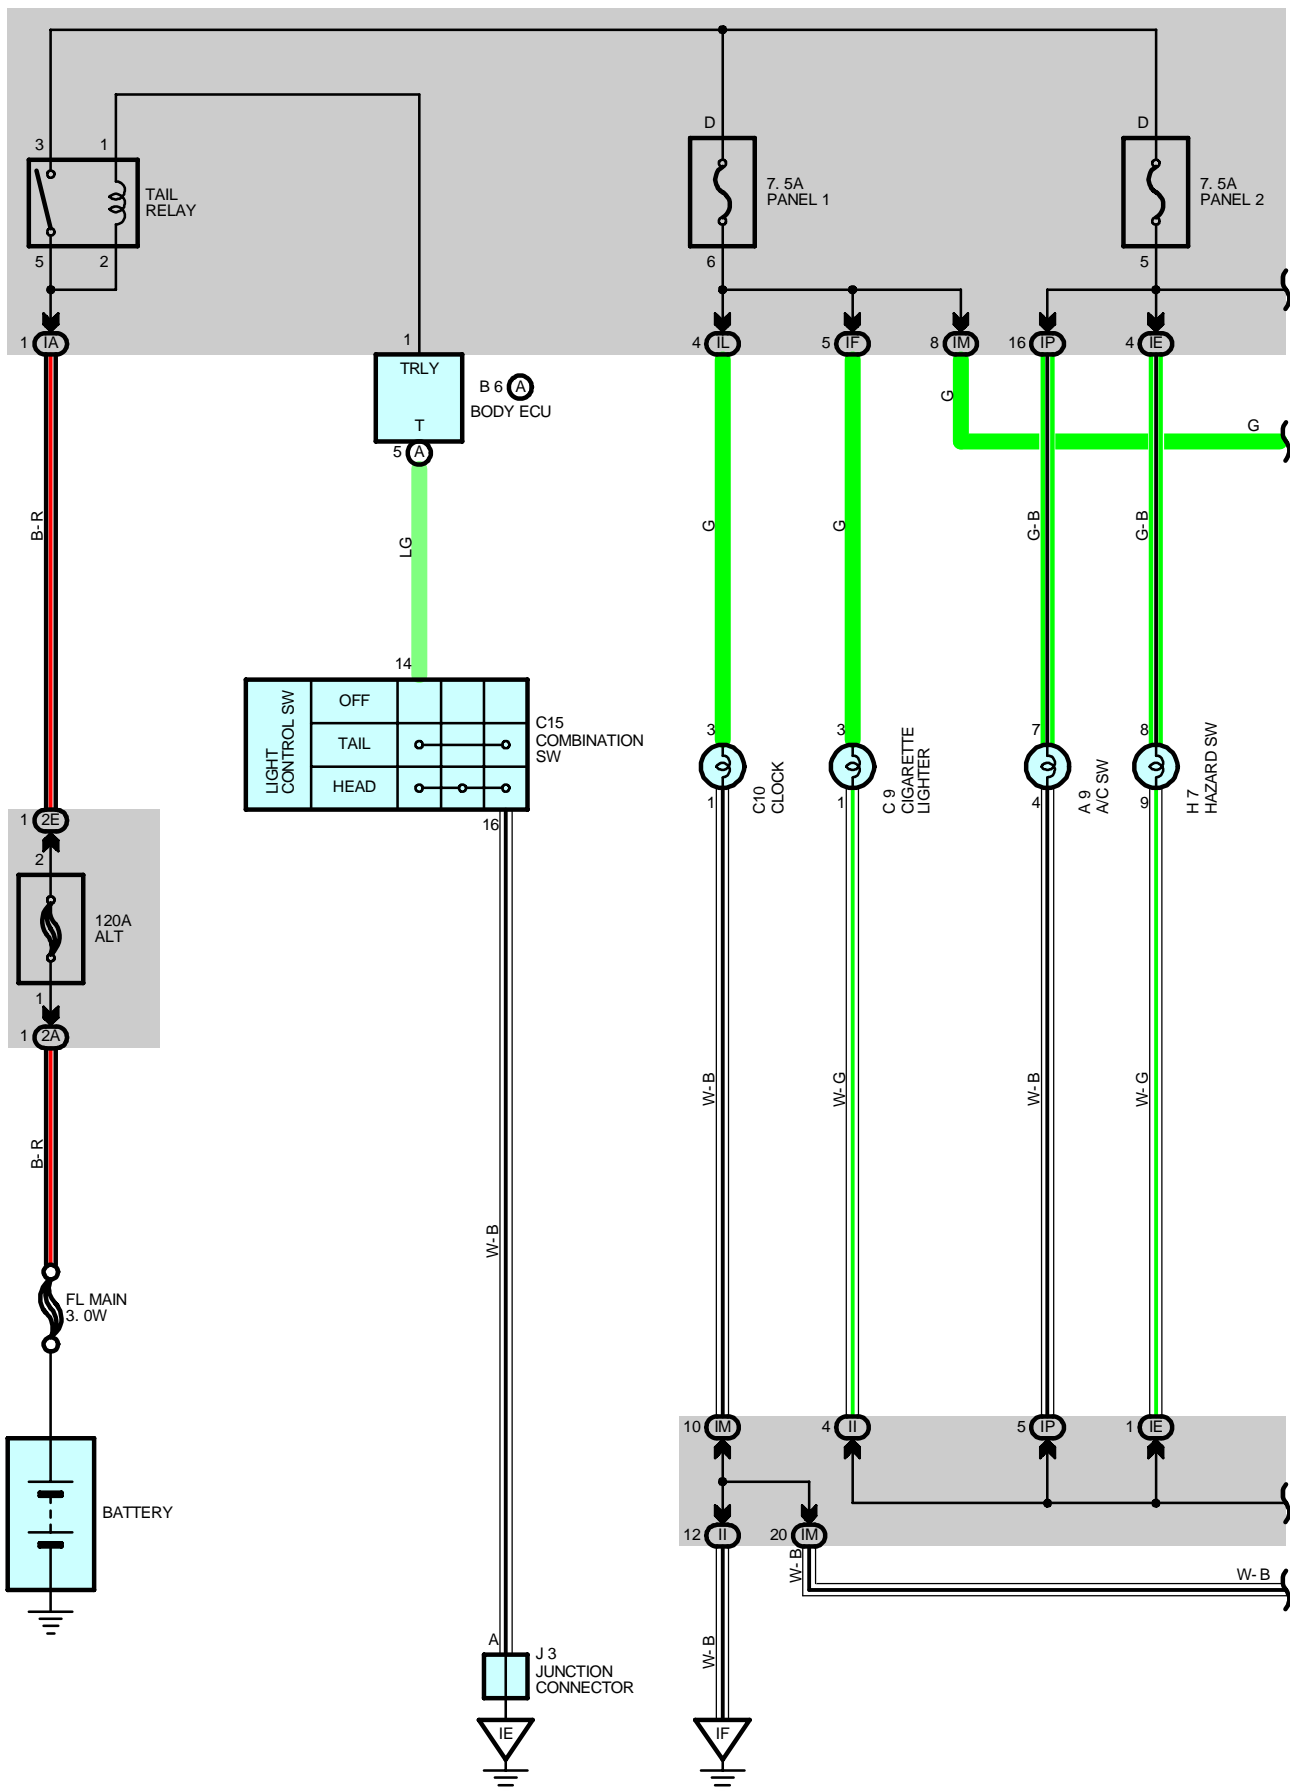 D
D
3
1
7. 5A
PANEL 1
7. 5A
PANEL 2
TAIL
RELAY
5
2
6
5
1
IA
1
4
IL
5
IF
8
IM
16
IP
4
IE
TRLY
T
B 6
A
BODY ECU
5
A
G
G
B- R
LG
G
G
G- B
G- B
14
LIGHT
CONTROL SW
OFF
TAIL
HEAD
C15
COMBINATION
SW
16
3
1
C10
CLOCK
3
1
C 9
CIGARETTE
LIGHTER
7
4
A 9
A/C SW
8
9
H 7
HAZARD SW
1
2E
2
120A
ALT
1
1
2A
B- R
W- B
W- B
W- G
W- B
W- G
FL MAIN
3. 0W
BATTERY
10
IM
4
II
5
IP
1
IE
12
II
20
IM
W- B
W- B
W- B
A
J 3
JUNCTION
CONNECTOR
IE
IF